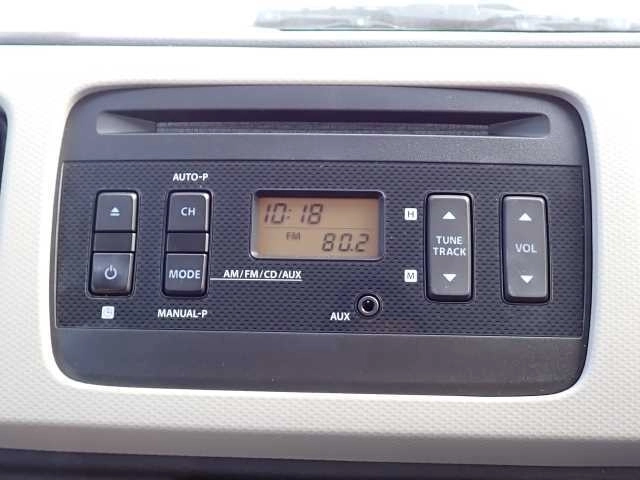 AUTO-P
CH
MODE
AM/FM/CD/AUX
MANUAL-P
10:18
FM
80.2
AUX
H
M
TUNE
TRACK
VOL